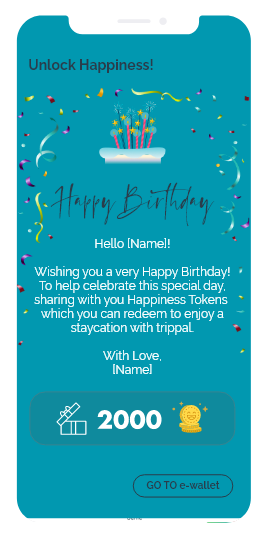 Unlock Happiness!
Happy Birthday
Hello [Name]!
Wishing you a very Happy Birthday!
To help celebrate this special day,
sharing with you Happiness Tokens
which you can redeem to enjoy a
staycation with trippal.
With Love,
[Name]
2000
GO TO e-wallet